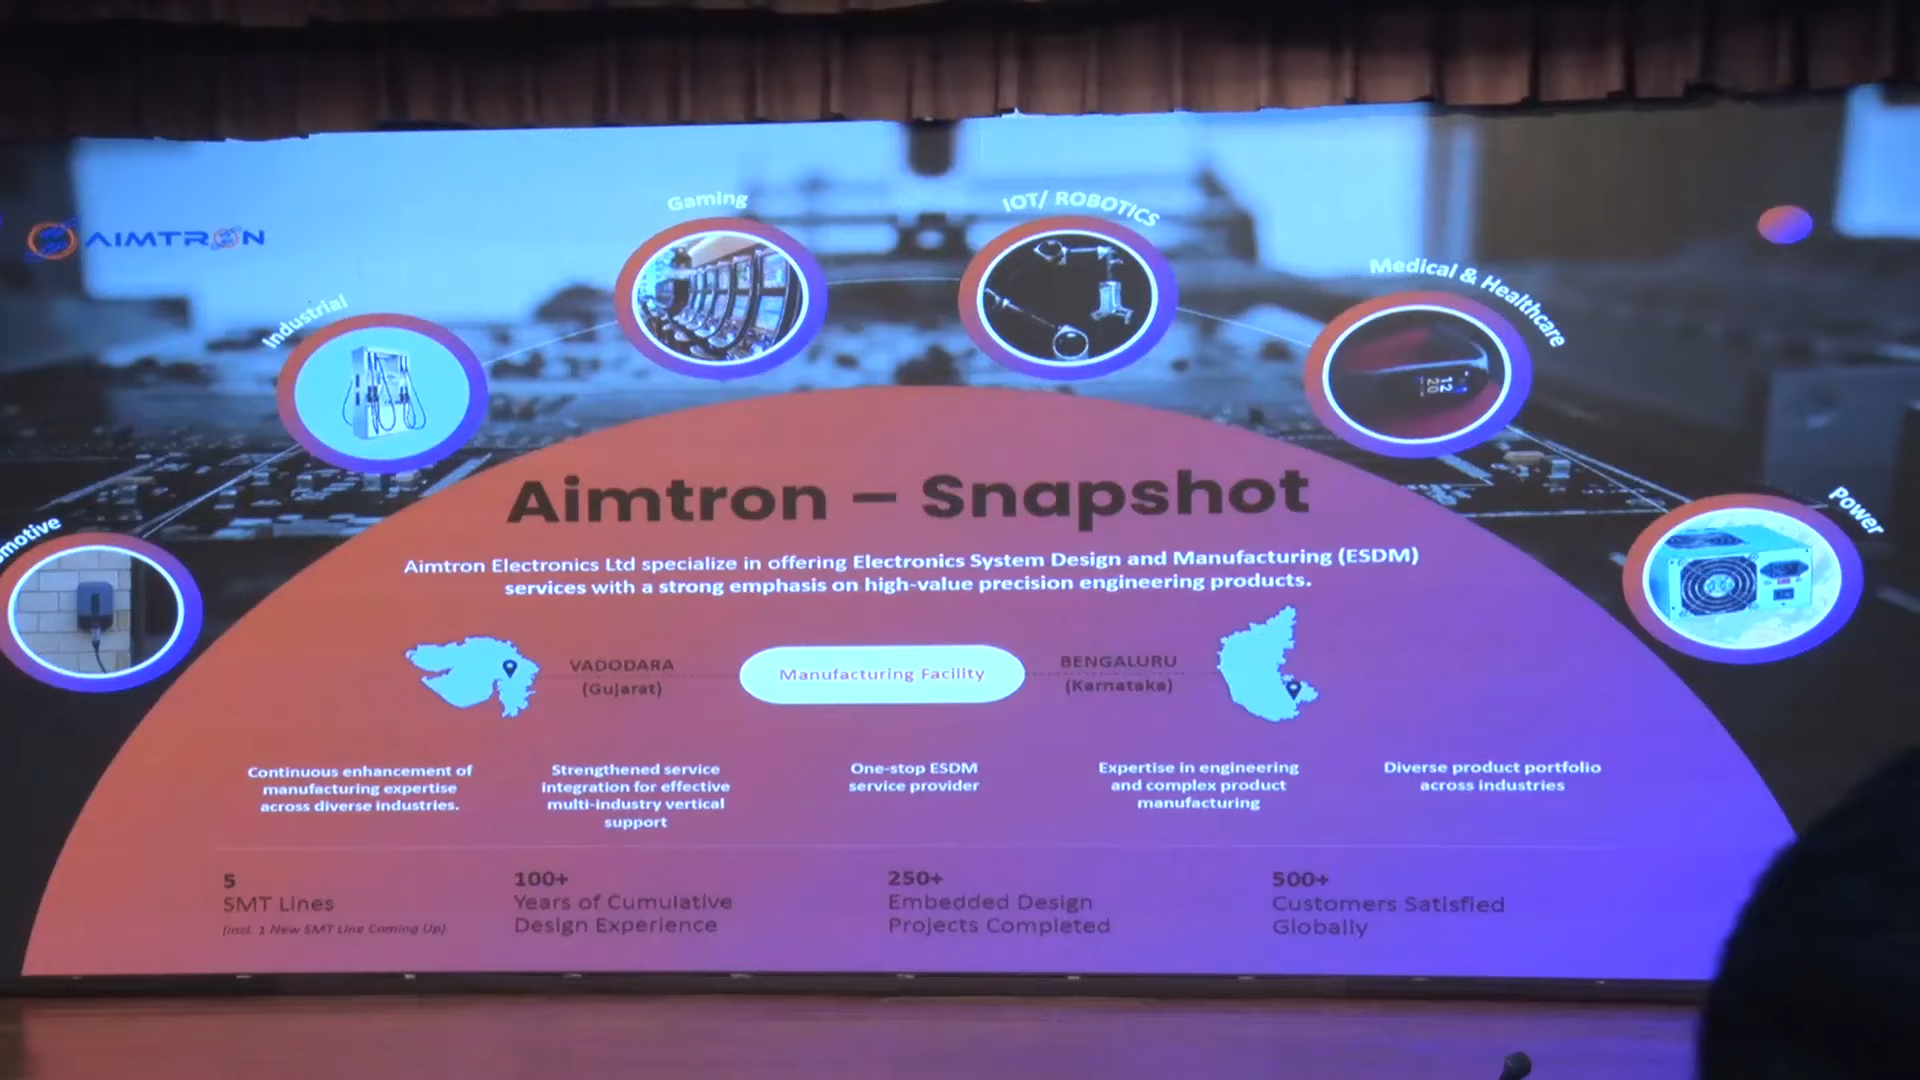 AIMTRON
Industrial
Gaming
IOT/ ROBOTICS
Medical & Healthcare
Power
Aimtron – Snapshot
Aimtron Electronics Ltd specialize in offering Electronics System Design and Manufacturing (ESDM)
services with a strong emphasis on high-value precision engineering products.
VADODARA
(Gujarat)
Manufacturing Facility
BENGALURU
(Karnataka)
Continuous enhancement of
manufacturing expertise
across diverse industries.
Strengthened service
integration for effective
multi-industry vertical
support
One-stop ESDM
service provider
Expertise in engineering
and complex product
manufacturing
Diverse product portfolio
across industries
5
SMT Lines
(incl. 1 New SMT Line Coming Up)
100+
Years of Cumulative
Design Experience
250+
Embedded Design
Projects Completed
500+
Customers Satisfied
Globally